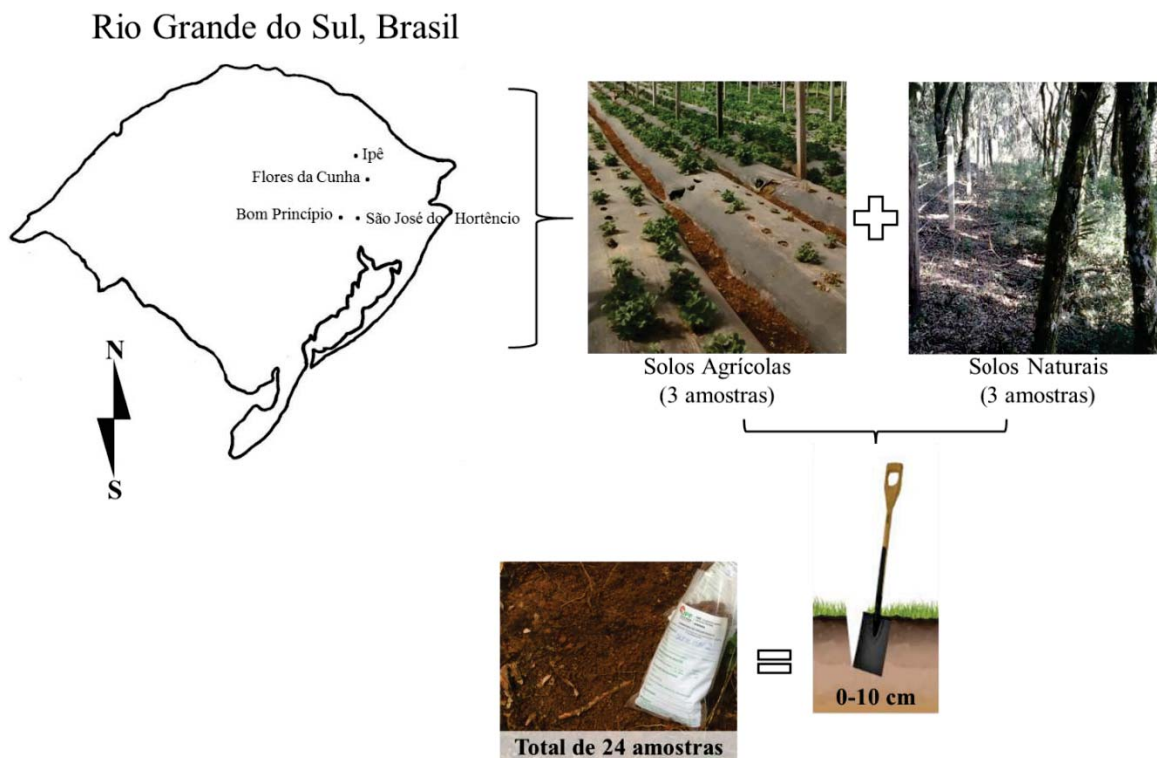 Rio Grande do Sul, Brasil
Ipê
Flores da Cunha
Bom Princípio
São José do Hortêncio
N
S
Solos Agrícolas
(3 amostras)
Solos Naturais
(3 amostras)
0-10 cm
Total de 24 amostras